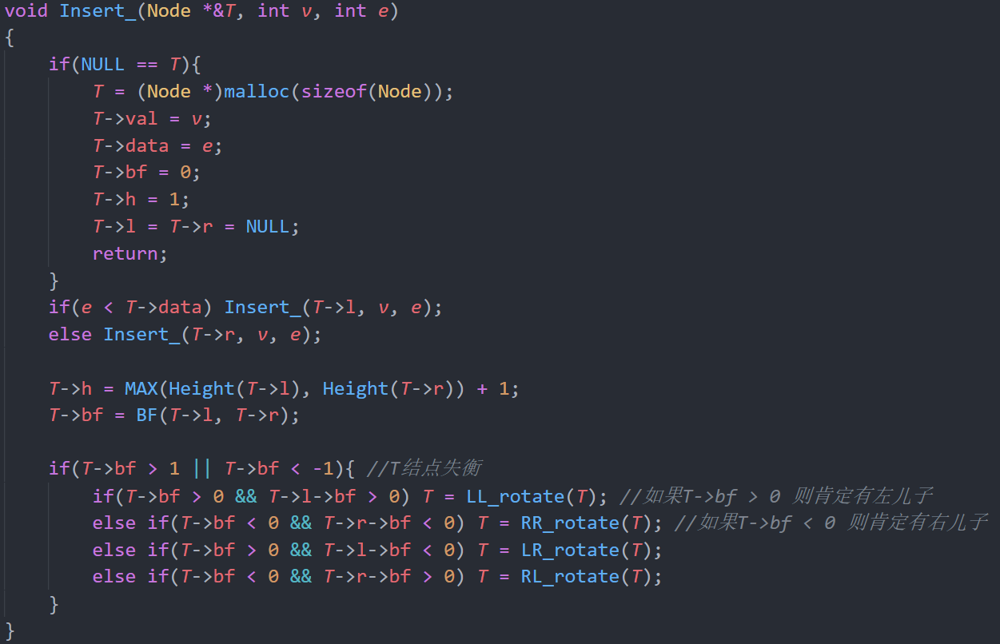 void Insert_(Node *&T, int v, int e)
{
    if(NULL == T){
        T = (Node *)malloc(sizeof(Node));
        T->val = v;
        T->data = e;
        T->bf = 0;
        T->h = 1;
        T->l = T->r = NULL;
        return;
    }
    if(e < T->data) Insert_(T->l, v, e);
    else Insert_(T->r, v, e);

    T->h = MAX(Height(T->l), Height(T->r)) + 1;
    T->bf = BF(T->l, T->r);

    if(T->bf > 1 || T->bf < -1){ //T结点失衡
        if(T->bf > 0 && T->l->bf > 0) T = LL_rotate(T); //如果T->bf > 0 则肯定有左儿子
        else if(T->bf < 0 && T->r->bf < 0) T = RR_rotate(T); //如果T->bf < 0 则肯定有右儿子
        else if(T->bf > 0 && T->l->bf < 0) T = LR_rotate(T);
        else if(T->bf < 0 && T->r->bf > 0) T = RL_rotate(T);
    }
}